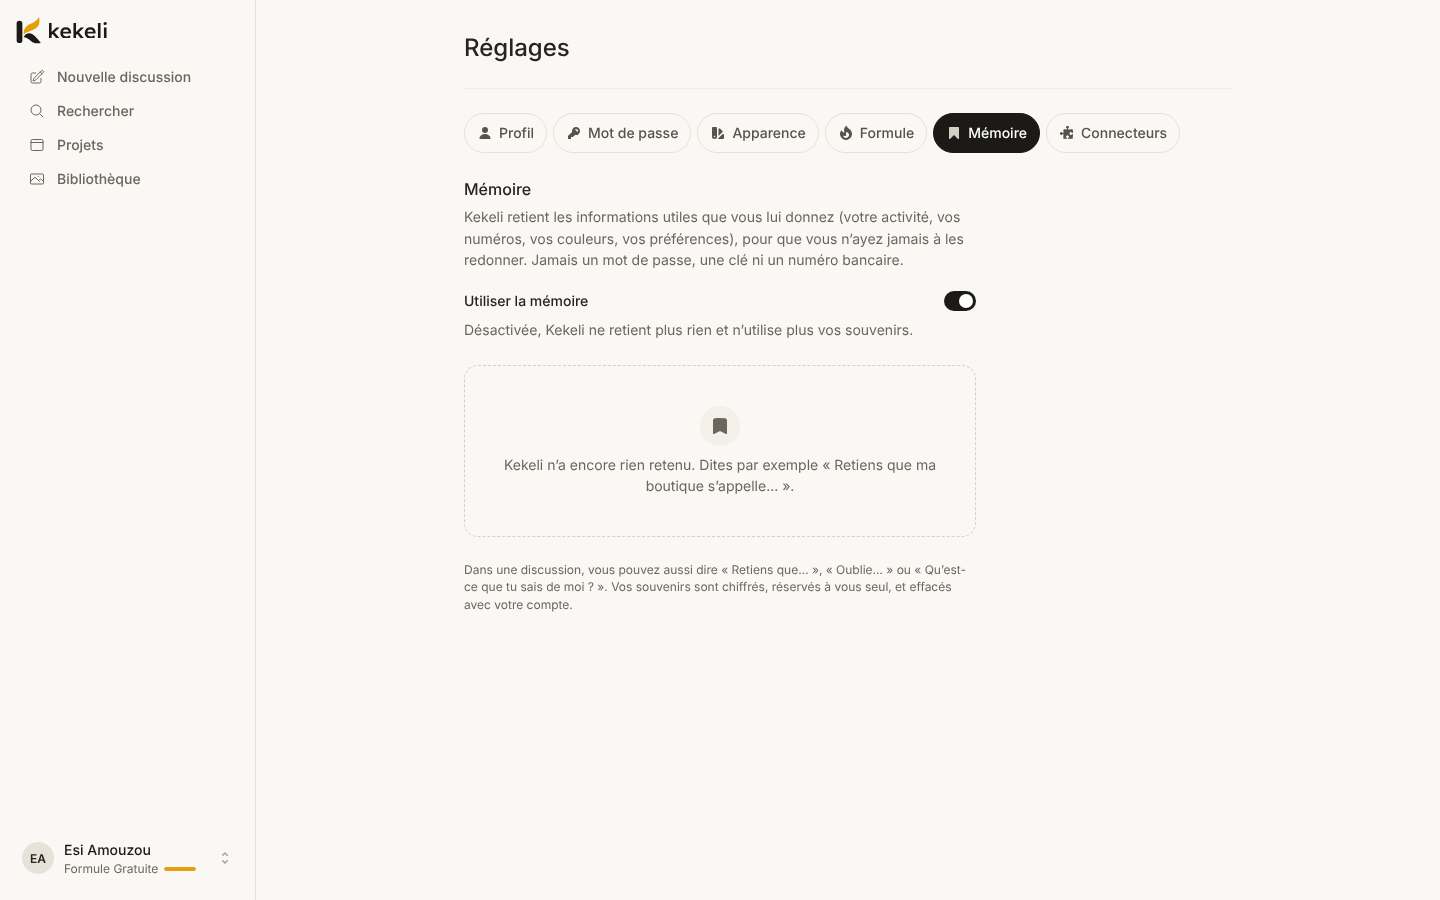 kekeli
Nouvelle discussion
Rechercher
Projets
Bibliothèque
Réglages
Profil
Mot de passe
Apparence
Formule
Mémoire
Connecteurs
Mémoire
Kekeli retient les informations utiles que vous lui donnez (votre activité, vos
numéros, vos couleurs, vos préférences), pour que vous n’ayez jamais à les
redonner. Jamais un mot de passe, une clé ni un numéro bancaire.
Utiliser la mémoire
Désactivée, Kekeli ne retient plus rien et n’utilise plus vos souvenirs.
Kekeli n’a encore rien retenu. Dites par exemple « Retiens que ma
boutique s’appelle… ».
Dans une discussion, vous pouvez aussi dire « Retiens que… », « Oublie… » ou « Qu’est-
ce que tu sais de moi ? ». Vos souvenirs sont chiffrés, réservés à vous seul, et effacés
avec votre compte.
EA
Esi Amouzou
Formule Gratuite